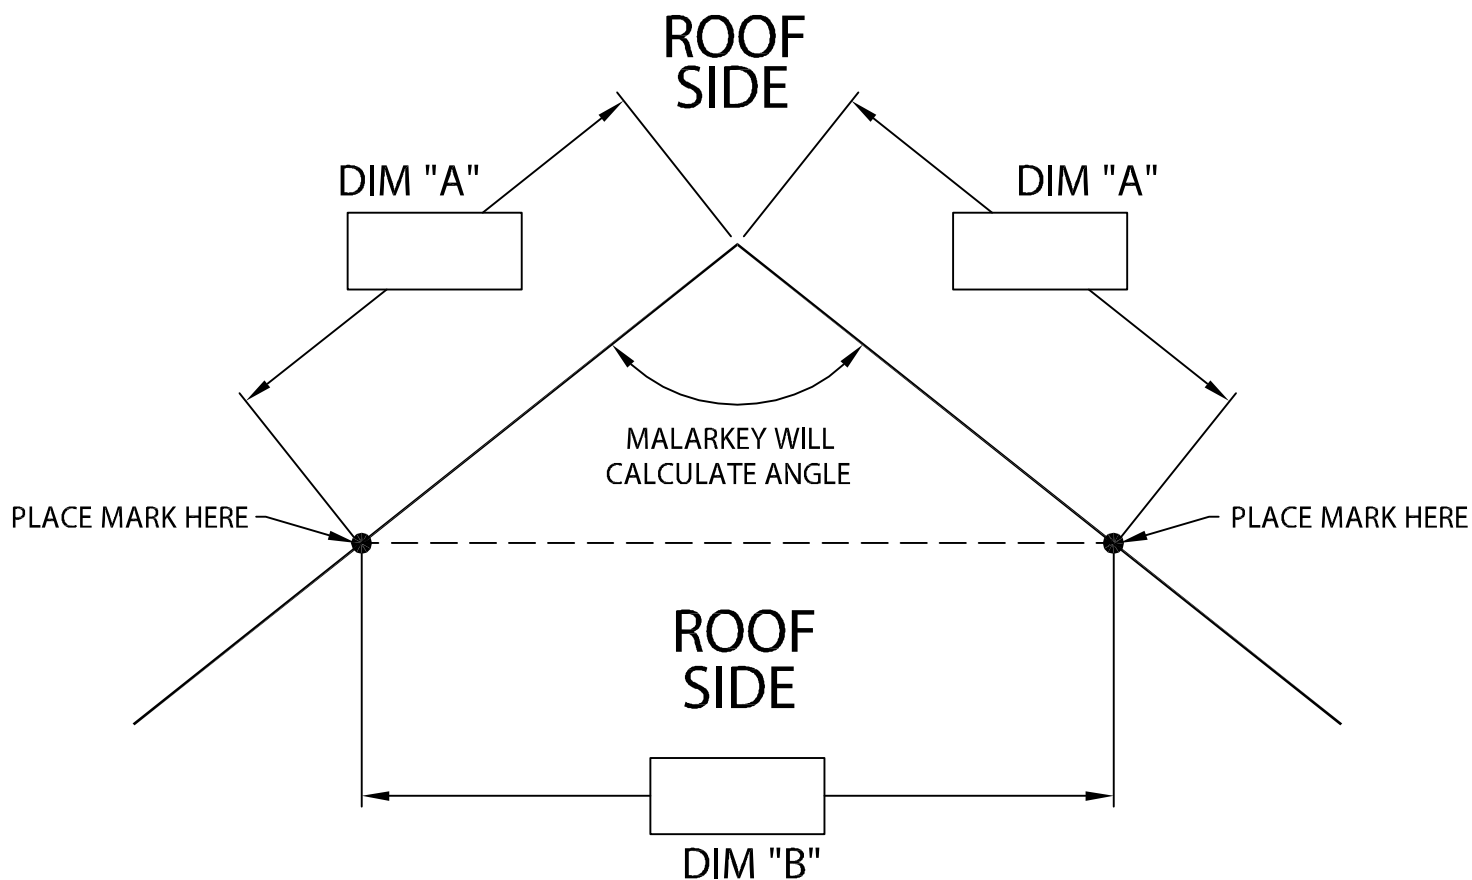 ROOF
SIDE
DIM "A"
DIM "A"
MALARKEY WILL
CALCULATE ANGLE
PLACE MARK HERE
PLACE MARK HERE
ROOF
SIDE
DIM "B"